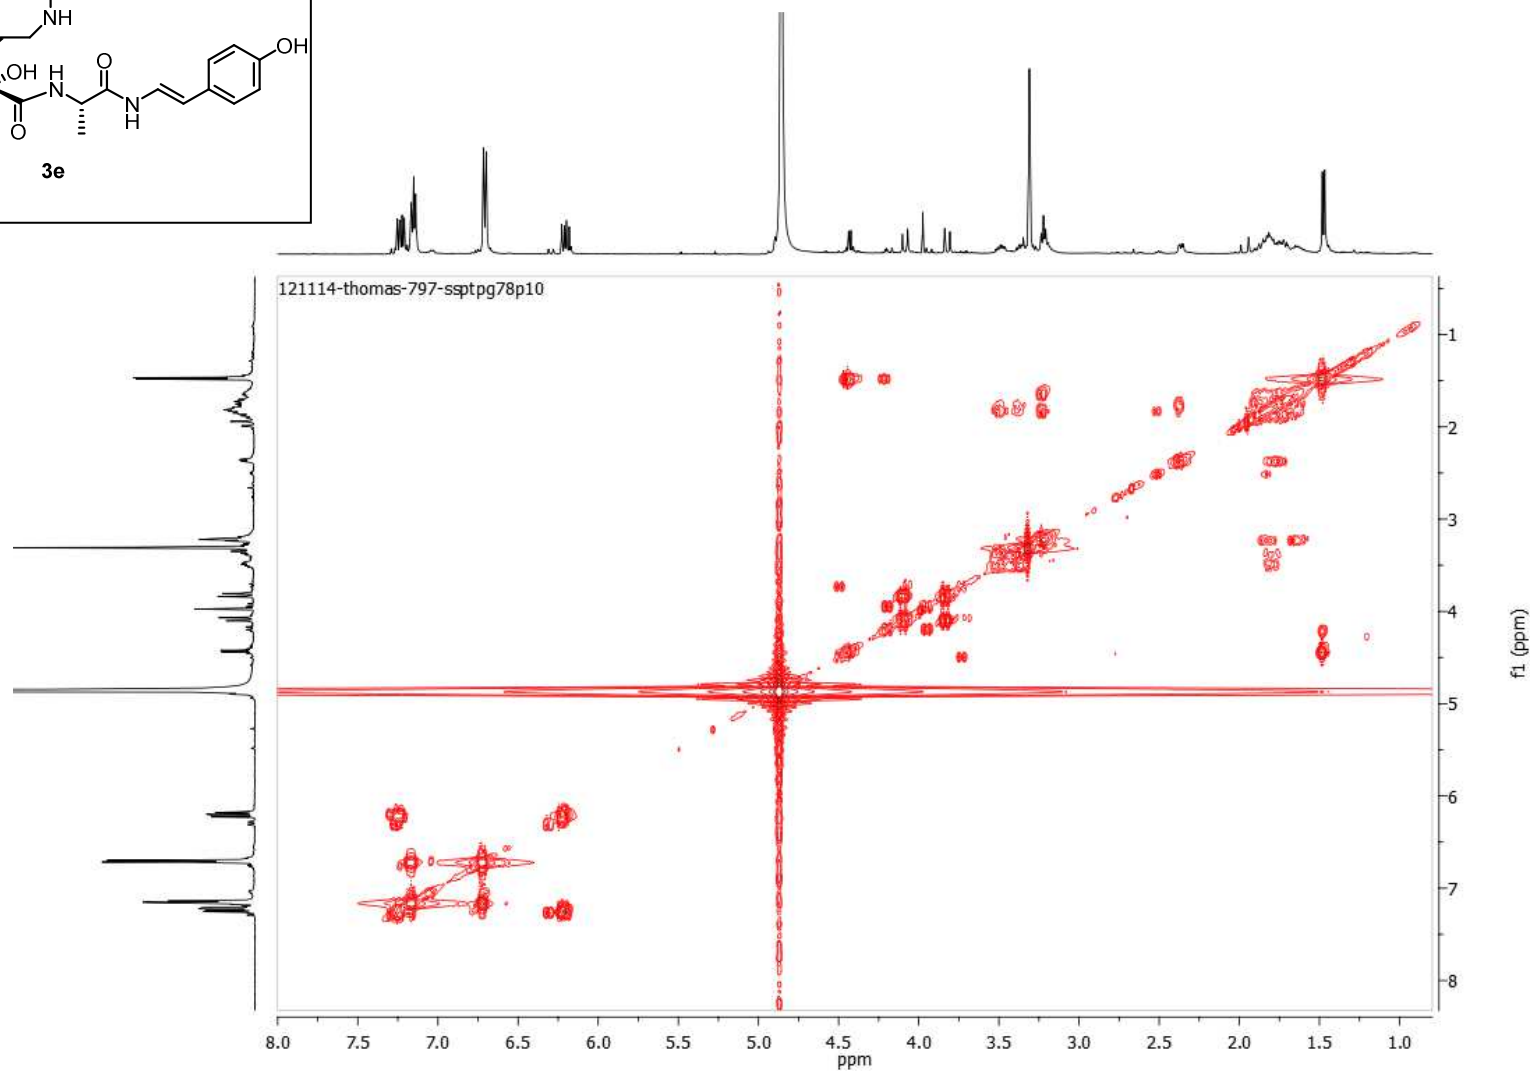 NH
OH
OH
H
N
O
O
N
H
3e
121114-thomas-797-ssptpg78p10
1
2
3
4
5
6
7
8
f1 (ppm)
8.0 7.5 7.0 6.5 6.0 5.5 5.0 4.5 4.0 3.5 3.0 2.5 2.0 1.5 1.0
ppm